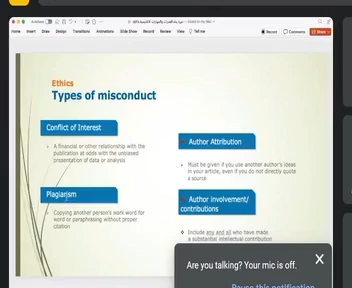 Home Insert Draw Design Transitions Animations Slide Show Record Review View Tell me Record Comments Share
Ethics
Types of misconduct
Conflict of Interest
A financial or other relationship with the publication at odds with the unbiased presentation of data or analysis
Plagiarism
Copying another person's work word for word or persphrasing without proper citation
Author Attribution
Must be given if you use another author's ideas in your article, even if you do not directly quote a source
Author involvement/
contributions
Include any and all who have made
a substantial intellectual contribution
Are you talking? Your mic is off.
X
Pause this notification